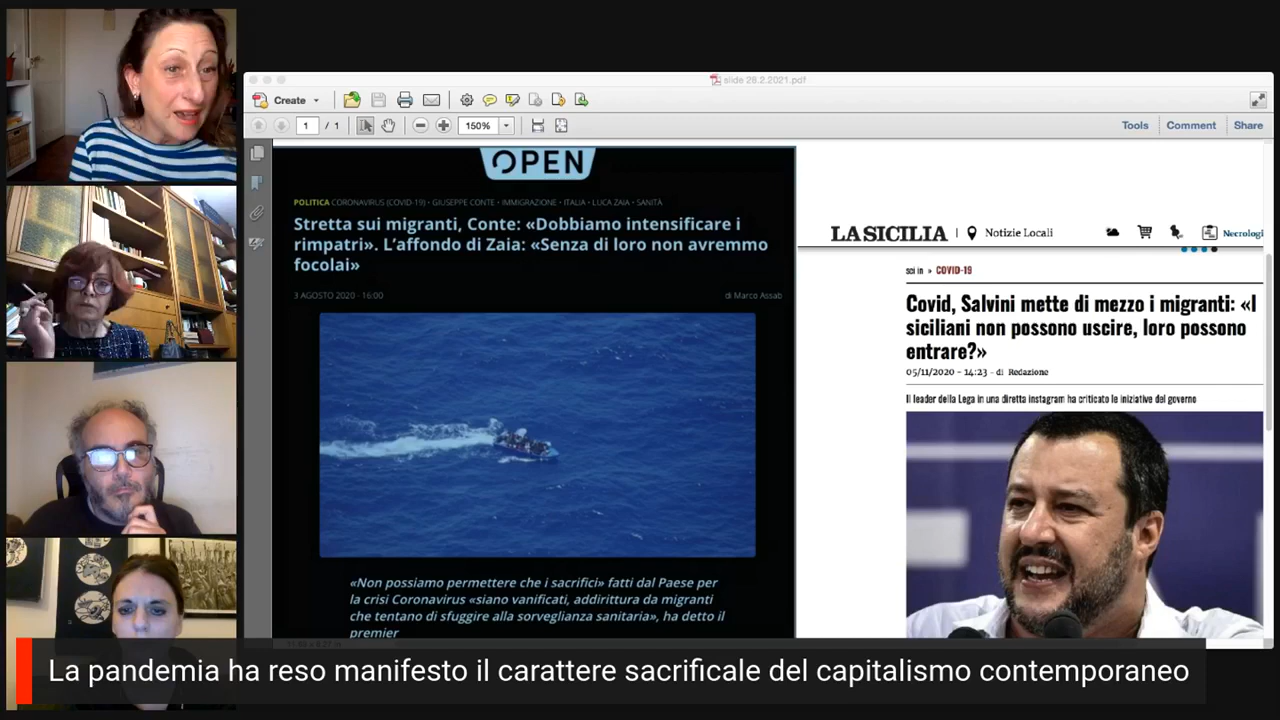 slide 28.2.2021.pdf
Create
1 / 1
150%
Tools Comment Share
OPEN
POLITICA CORONAVIRUS (COVID-19) • GIUSEPPE CONTE • IMMIGRAZIONE • ITALIA • LUCA ZAIA • SANITÀ
Stretta sui migranti, Conte: «Dobbiamo intensificare i
rimpatri». L’affondo di Zaia: «Senza di loro non avremmo
focolai»
3 AGOSTO 2020 - 16:00
di Marco Assab
«Non possiamo permettere che i sacrifici» fatti dal Paese per
la crisi Coronavirus «siano vanificati, addirittura da migranti
che tentano di sfuggire alla sorveglianza sanitaria», ha detto il
premier
LA SICILIA Notizie Locali Necrologi
sei in » COVID-19
Covid, Salvini mette di mezzo i migranti: «I
siciliani non possono uscire, loro possono
entrare?»
05/11/2020 - 14:23 - di Redazione
Il leader della Lega in una diretta instagram ha criticato le iniziative del governo
La pandemia ha reso manifesto il carattere sacrificale del capitalismo contemporaneo